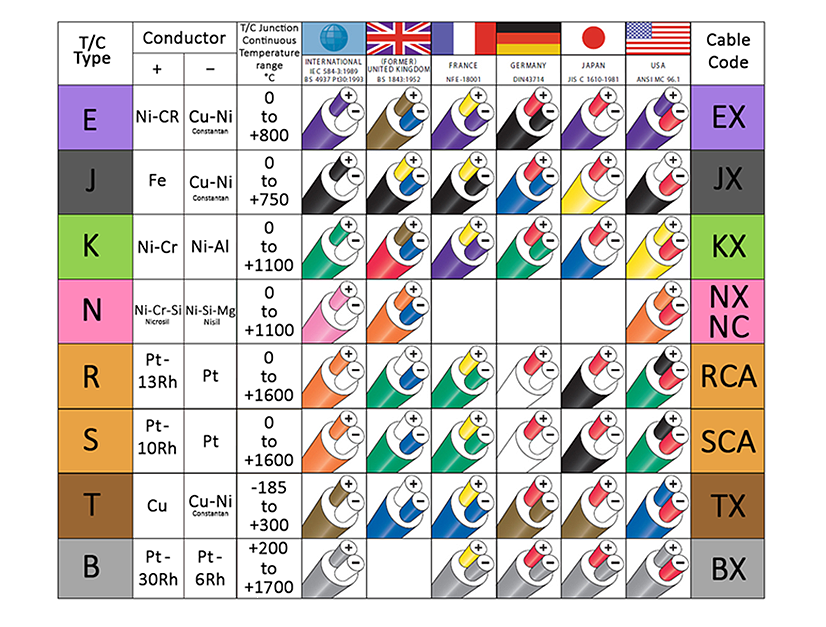 T/C
Type
Conductor
+
−
T/C Junction
Continuous
Temperature
range
°C
INTERNATIONAL
IEC 584-3:1989
BS 4937 Pt30:1993
(FORMER)
UNITED KINGDOM
BS 1843:1952
FRANCE
NFE-18001
GERMANY
DIN43714
JAPAN
JIS C 1610-1981
USA
ANSI MC 96.1
Cable
Code
E
Ni-CR
Cu-Ni
Constantan
0
to
+800
+ − + − + − + − + − + −
EX
J
Fe
Cu-Ni
Constantan
0
to
+750
+ − + − + − + − + − + −
JX
K
Ni-Cr
Ni-Al
0
to
+1100
+ − + − + − + − + − + −
KX
N
Ni-Cr-Si
Nicrosil
Ni-Si-Mg
Nisil
0
to
+1100
+ − + − + −
NX
NC
R
Pt-
13Rh
Pt
0
to
+1600
+ − + − + − + − + − + −
RCA
S
Pt-
10Rh
Pt
0
to
+1600
+ − + − + − + − + − + −
SCA
T
Cu
Cu-Ni
Constantan
-185
to
+300
+ − + − + − + − + − + −
TX
B
Pt-
30Rh
Pt-
6Rh
+200
to
+1700
+ − + − + − + − + −
BX